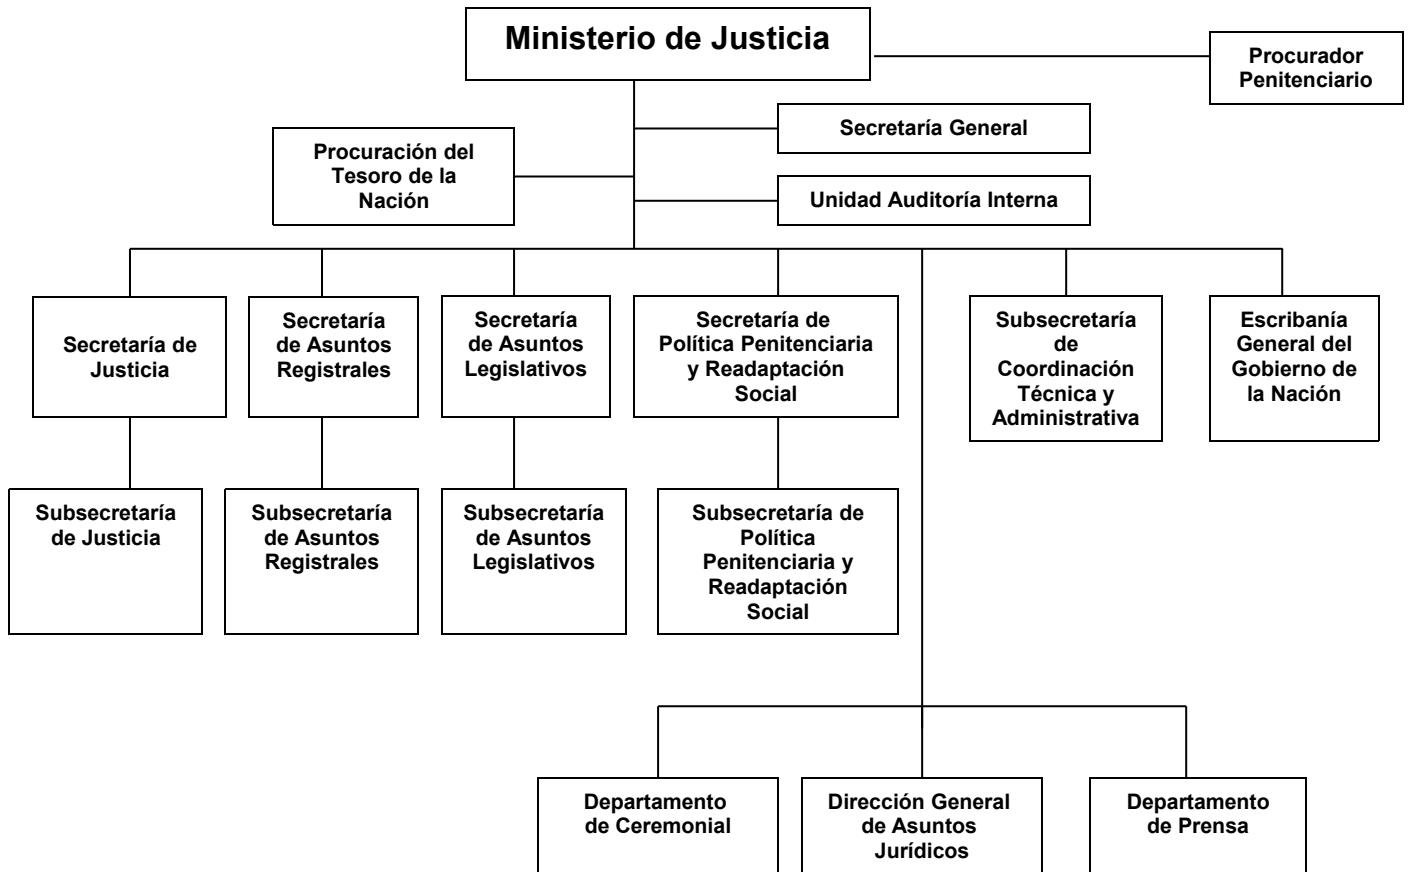 Ministerio de Justicia
Procurador
Penitenciario
Secretaría General
Procuración del
Tesoro de la
Nación
Unidad Auditoría Interna
Secretaría de
Justicia
Secretaría
de Asuntos
Registrales
Secretaría
de Asuntos
Legislativos
Secretaría de
Política Penitenciaria
y Readaptación
Social
Subsecretaría
de
Coordinación
Técnica y
Administrativa
Escribanía
General del
Gobierno de
la Nación
Subsecretaría
de Justicia
Subsecretaría
de Asuntos
Registrales
Subsecretaría
de Asuntos
Legislativos
Subsecretaría de
Política
Penitenciaria y
Readaptación
Social
Departamento
de Ceremonial
Dirección General
de Asuntos
Jurídicos
Departamento
de Prensa